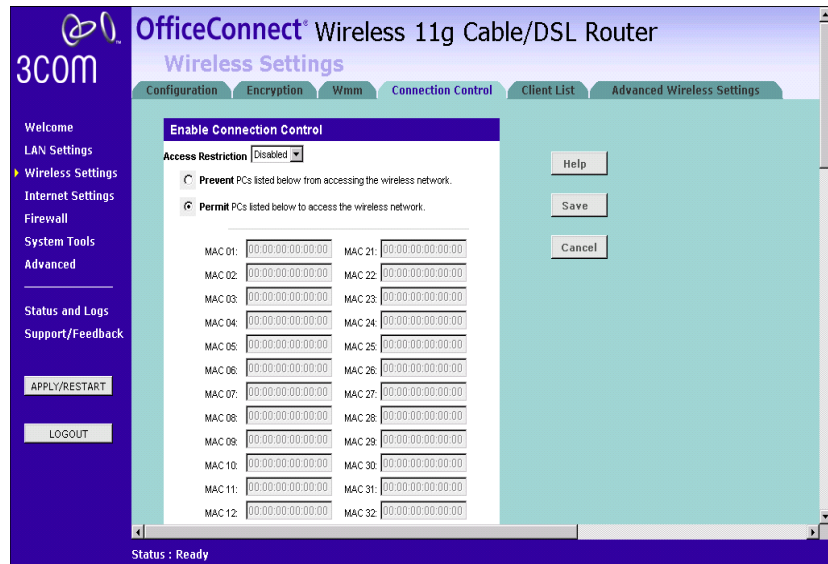 3COM
OfficeConnect® Wireless 11g Cable/DSL Router
Wireless Settings
Configuration Encryption Wmm Connection Control Client List Advanced Wireless Settings
Welcome
LAN Settings
Wireless Settings
Internet Settings
Firewall
System Tools
Advanced
Status and Logs
Support/Feedback
APPLY/RESTART
LOGOUT
Enable Connection Control
Access Restriction Disabled
Prevent PCs listed below from accessing the wireless network.
Permit PCs listed below to access the wireless network.
MAC 01: 00:00:00:00:00:00 MAC 21: 00:00:00:00:00:00
MAC 02: 00:00:00:00:00:00 MAC 22: 00:00:00:00:00:00
MAC 03: 00:00:00:00:00:00 MAC 23: 00:00:00:00:00:00
MAC 04: 00:00:00:00:00:00 MAC 24: 00:00:00:00:00:00
MAC 05: 00:00:00:00:00:00 MAC 25: 00:00:00:00:00:00
MAC 06: 00:00:00:00:00:00 MAC 26: 00:00:00:00:00:00
MAC 07: 00:00:00:00:00:00 MAC 27: 00:00:00:00:00:00
MAC 08: 00:00:00:00:00:00 MAC 28: 00:00:00:00:00:00
MAC 09: 00:00:00:00:00:00 MAC 29: 00:00:00:00:00:00
MAC 10: 00:00:00:00:00:00 MAC 30: 00:00:00:00:00:00
MAC 11: 00:00:00:00:00:00 MAC 31: 00:00:00:00:00:00
MAC 12: 00:00:00:00:00:00 MAC 32: 00:00:00:00:00:00
Help
Save
Cancel
Status : Ready